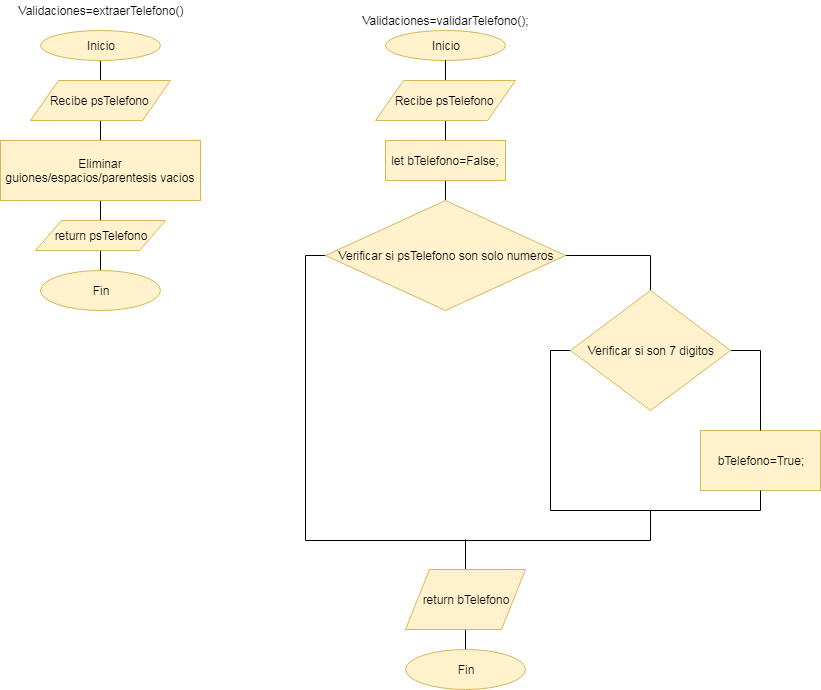 Validaciones=extraerTelefono()
Inicio
Recibe psTelefono
Eliminar
guiones/espacios/parentesis vacios
return psTelefono
Fin
Validaciones=validarTelefono();
Inicio
Recibe psTelefono
let bTelefono=False;
Verificar si psTelefono son solo numeros
Verificar si son 7 digitos
bTelefono=True;
return bTelefono
Fin